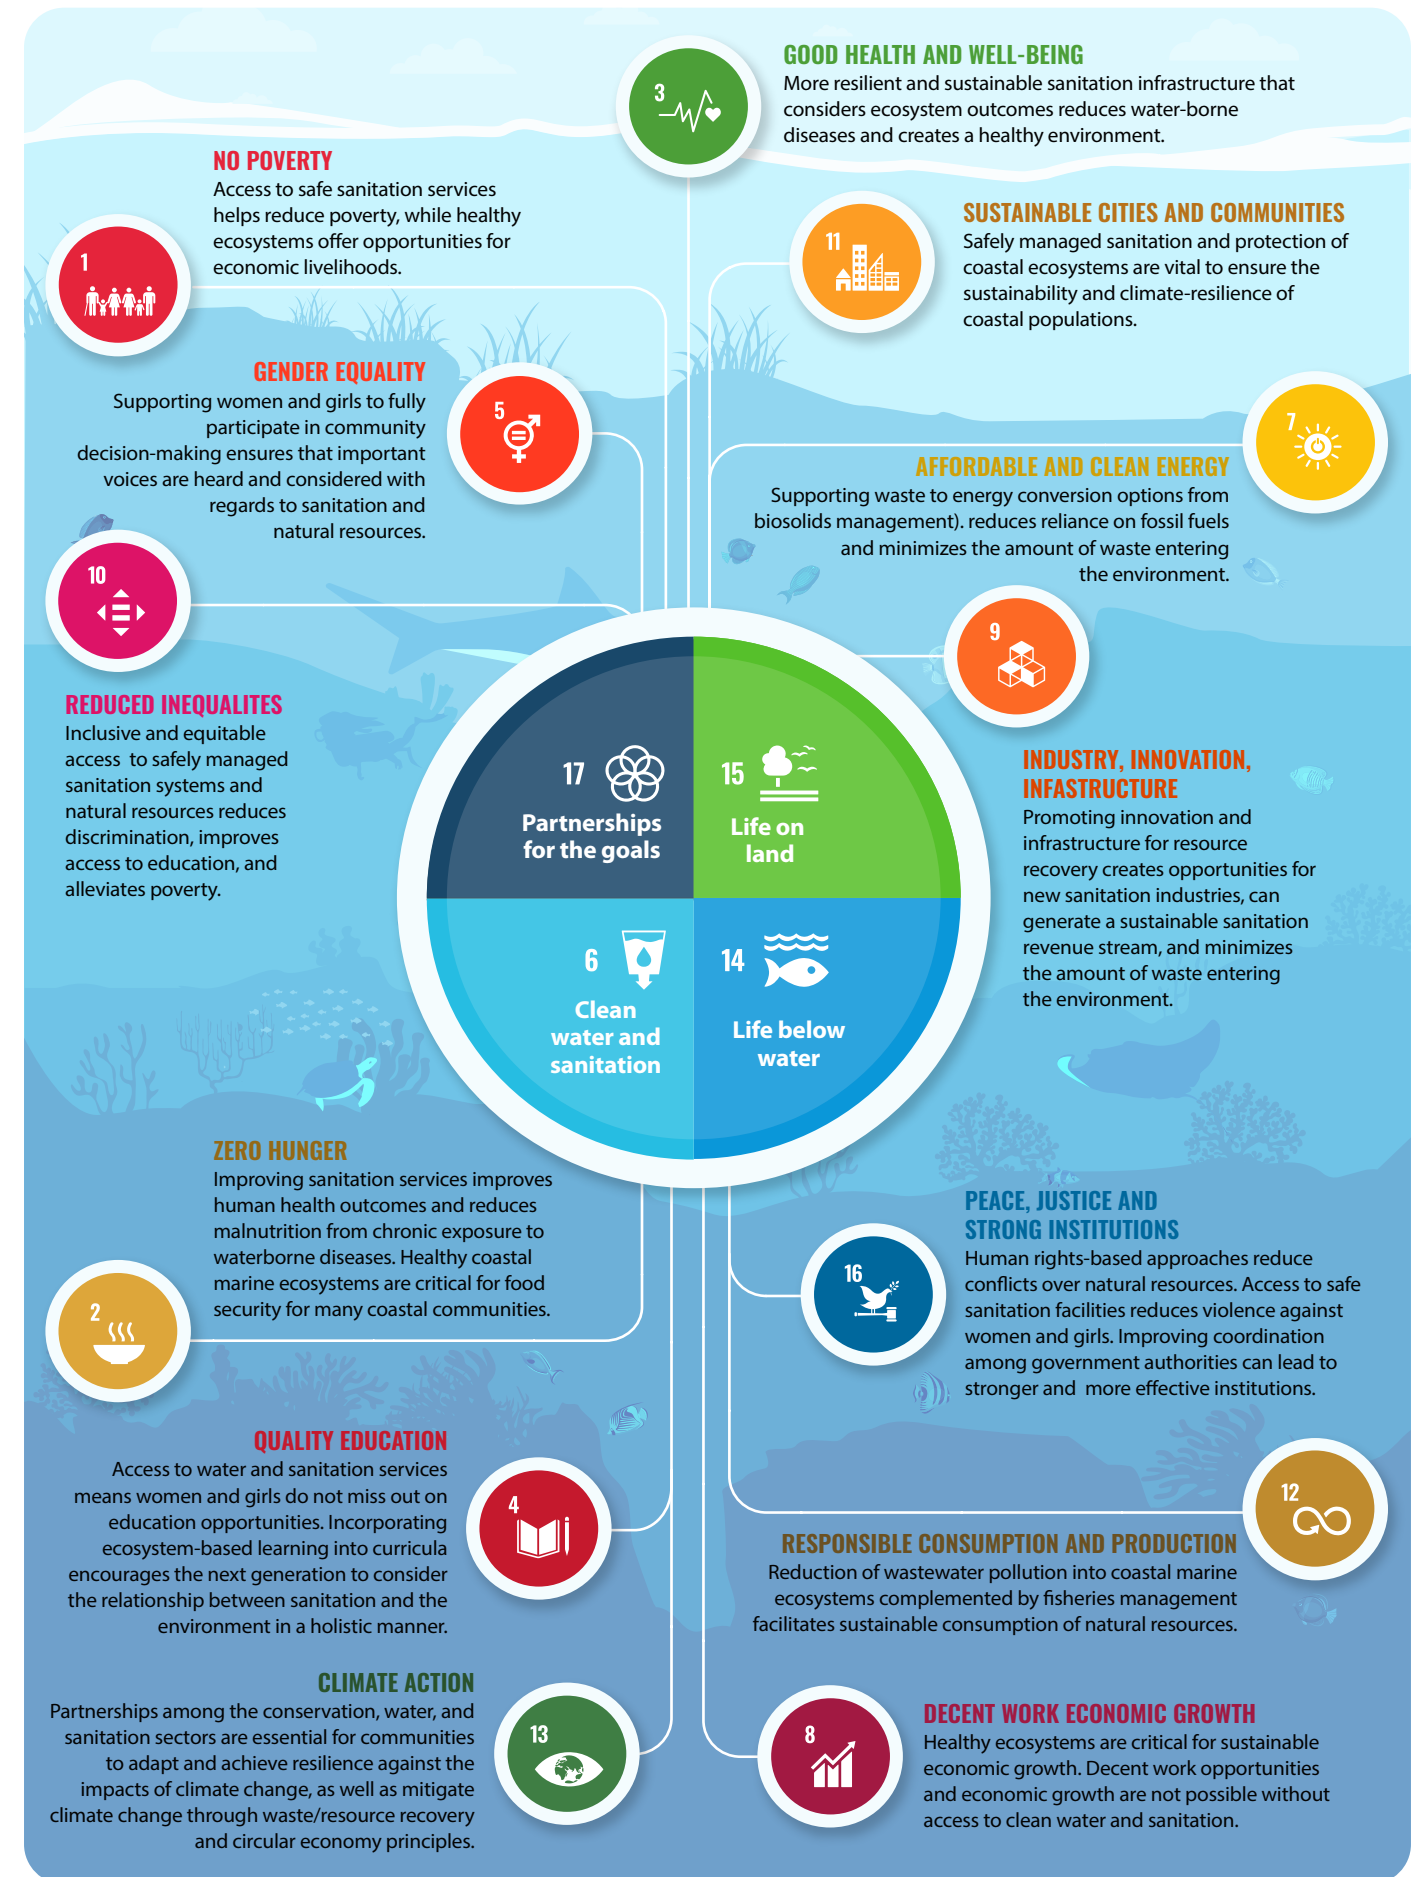 3
GOOD HEALTH AND WELL-BEING
More resilient and sustainable sanitation infrastructure that
considers ecosystem outcomes reduces water-borne
diseases and creates a healthy environment.
NO POVERTY
Access to safe sanitation services
helps reduce poverty, while healthy
ecosystems offer opportunities for
economic livelihoods.
1
11
SUSTAINABLE CITIES AND COMMUNITIES
Safely managed sanitation and protection of
coastal ecosystems are vital to ensure the
sustainability and climate-resilience of
coastal populations.
GENDER EQUALITY
Supporting women and girls to fully
participate in community
decision-making ensures that important
voices are heard and considered with
regards to sanitation and
natural resources.
5
7
AFFORDABLE AND CLEAN ENERGY
Supporting waste to energy conversion options from
biosolids management). reduces reliance on fossil fuels
and minimizes the amount of waste entering
the environment.
10
REDUCED INEQUALITES
Inclusive and equitable
access  to safely managed
sanitation systems and
natural resources reduces
discrimination, improves
access to education, and
alleviates poverty.
9
INDUSTRY, INNOVATION,
INFASTRUCTURE
Promoting innovation and
infrastructure for resource
recovery creates opportunities for
new sanitation industries, can
generate a sustainable sanitation
revenue stream, and minimizes
the amount of waste entering
the environment.
17
Partnerships
for the goals
15
Life on
land
6
Clean
water and
sanitation
14
Life below
water
ZERO HUNGER
Improving sanitation services improves
human health outcomes and reduces
malnutrition from chronic exposure to
waterborne diseases. Healthy coastal
marine ecosystems are critical for food
security for many coastal communities.
2
16
PEACE, JUSTICE AND
STRONG INSTITUTIONS
Human rights-based approaches reduce
conflicts over natural resources. Access to safe
sanitation facilities reduces violence against
women and girls. Improving coordination
among government authorities can lead to
stronger and  more effective institutions.
QUALITY EDUCATION
Access to water and sanitation services
means women and girls do not miss out on
education opportunities. Incorporating
ecosystem-based learning into curricula
encourages the next generation to consider
the relationship between sanitation and the
environment in a holistic manner.
4
12
RESPONSIBLE CONSUMPTION AND PRODUCTION
Reduction of wastewater pollution into coastal marine
ecosystems complemented by fisheries management
facilitates sustainable consumption of natural resources.
CLIMATE ACTION
Partnerships among the conservation, water, and
sanitation sectors are essential for communities
to adapt and achieve resilience against the
impacts of climate change, as well as mitigate
climate change through waste/resource recovery
and circular economy principles.
13
8
DECENT WORK ECONOMIC GROWTH
Healthy ecosystems are critical for sustainable
economic growth. Decent work opportunities
and economic growth are not possible without
access to clean water and sanitation.